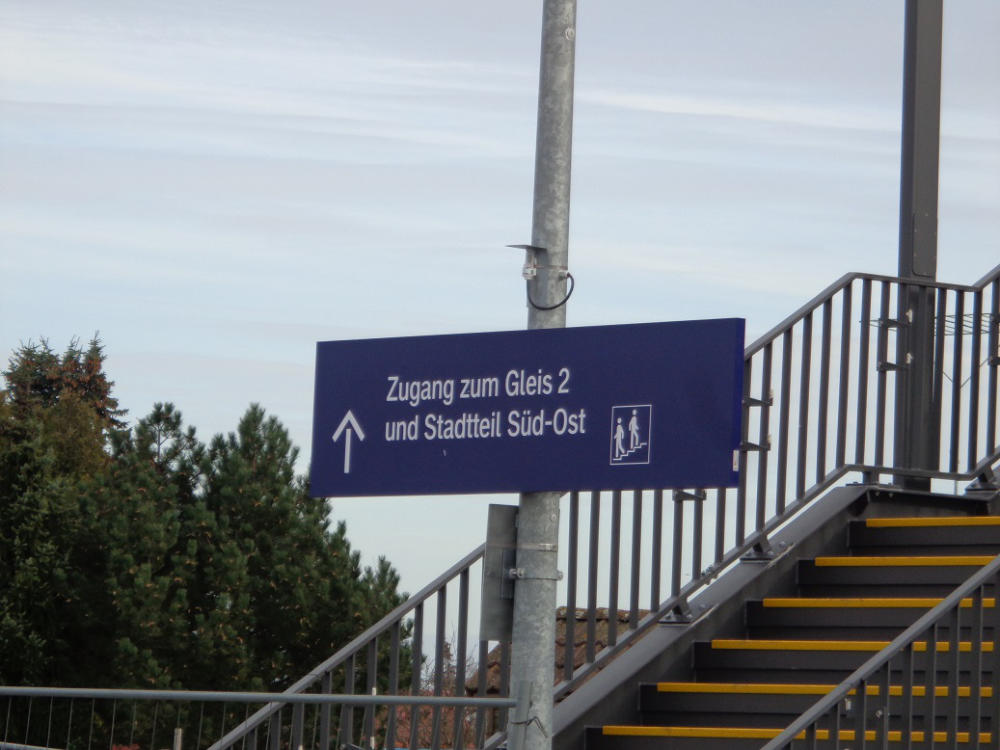 Zugang zum Gleis 2
und Stadtteil Süd-Ost